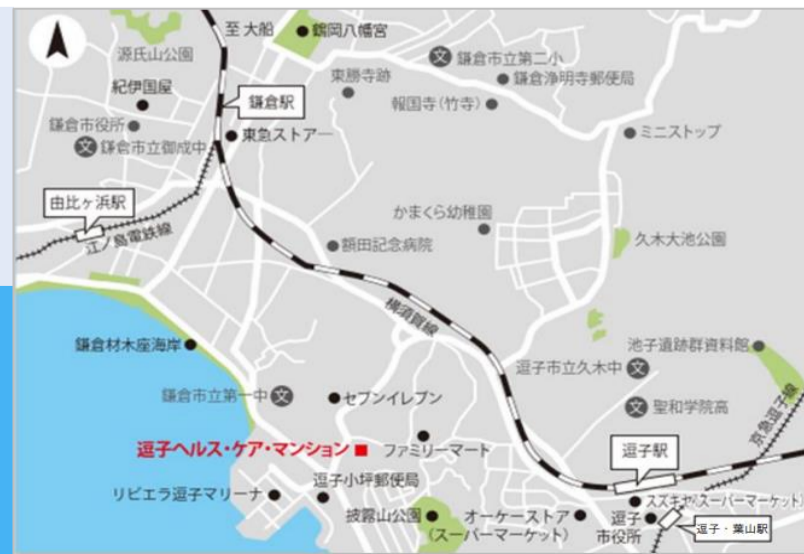 至 大船
鶴岡八幡宮
源氏山公園
文 鎌倉市立第二小
東勝寺跡
鎌倉浄明寺郵便局
紀伊国屋
鎌倉駅
報国寺(竹寺)
鎌倉市役所
東急ストアー
ミニストップ
文 鎌倉市立御成中
由比ヶ浜駅
かまくら幼稚園
江ノ島電鉄線
額田記念病院
久木大池公園
横須賀線
鎌倉材木座海岸
池子遺跡群資料館
逗子市立久木中 文
鎌倉市立第一中 文
セブンイレブン
文 聖和学院高
京急逗子線
逗子ヘルス・ケア・マンション
ファミリーマート
逗子駅
逗子小坪郵便局
リビエラ逗子マリーナ
スズキヤ(スーパーマーケット)
披露山公園
オーケーストア
(スーパーマーケット)
逗子
市役所
逗子・葉山駅